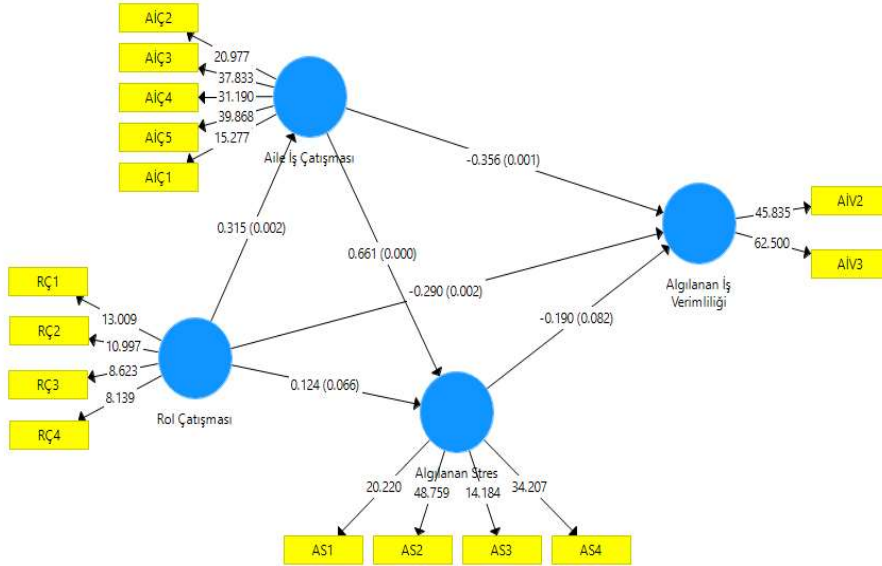 AİÇ2
AİÇ3
AİÇ4
AİÇ5
AİÇ1
20.977
37.833
31.190
39.868
15.277
Aile İş Çatışması
-0.356 (0.001)
0.315 (0.002)
0.661 (0.000)
-0.290 (0.002)
-0.190 (0.082)
0.124 (0.066)
45.835
62.500
AİV2
AİV3
Algılanan İş
Verimliliği
RÇ1
RÇ2
RÇ3
RÇ4
13.009
10.997
8.623
8.139
Rol Çatışması
Algılanan Stres
20.220
48.759
14.184
34.207
AS1
AS2
AS3
AS4